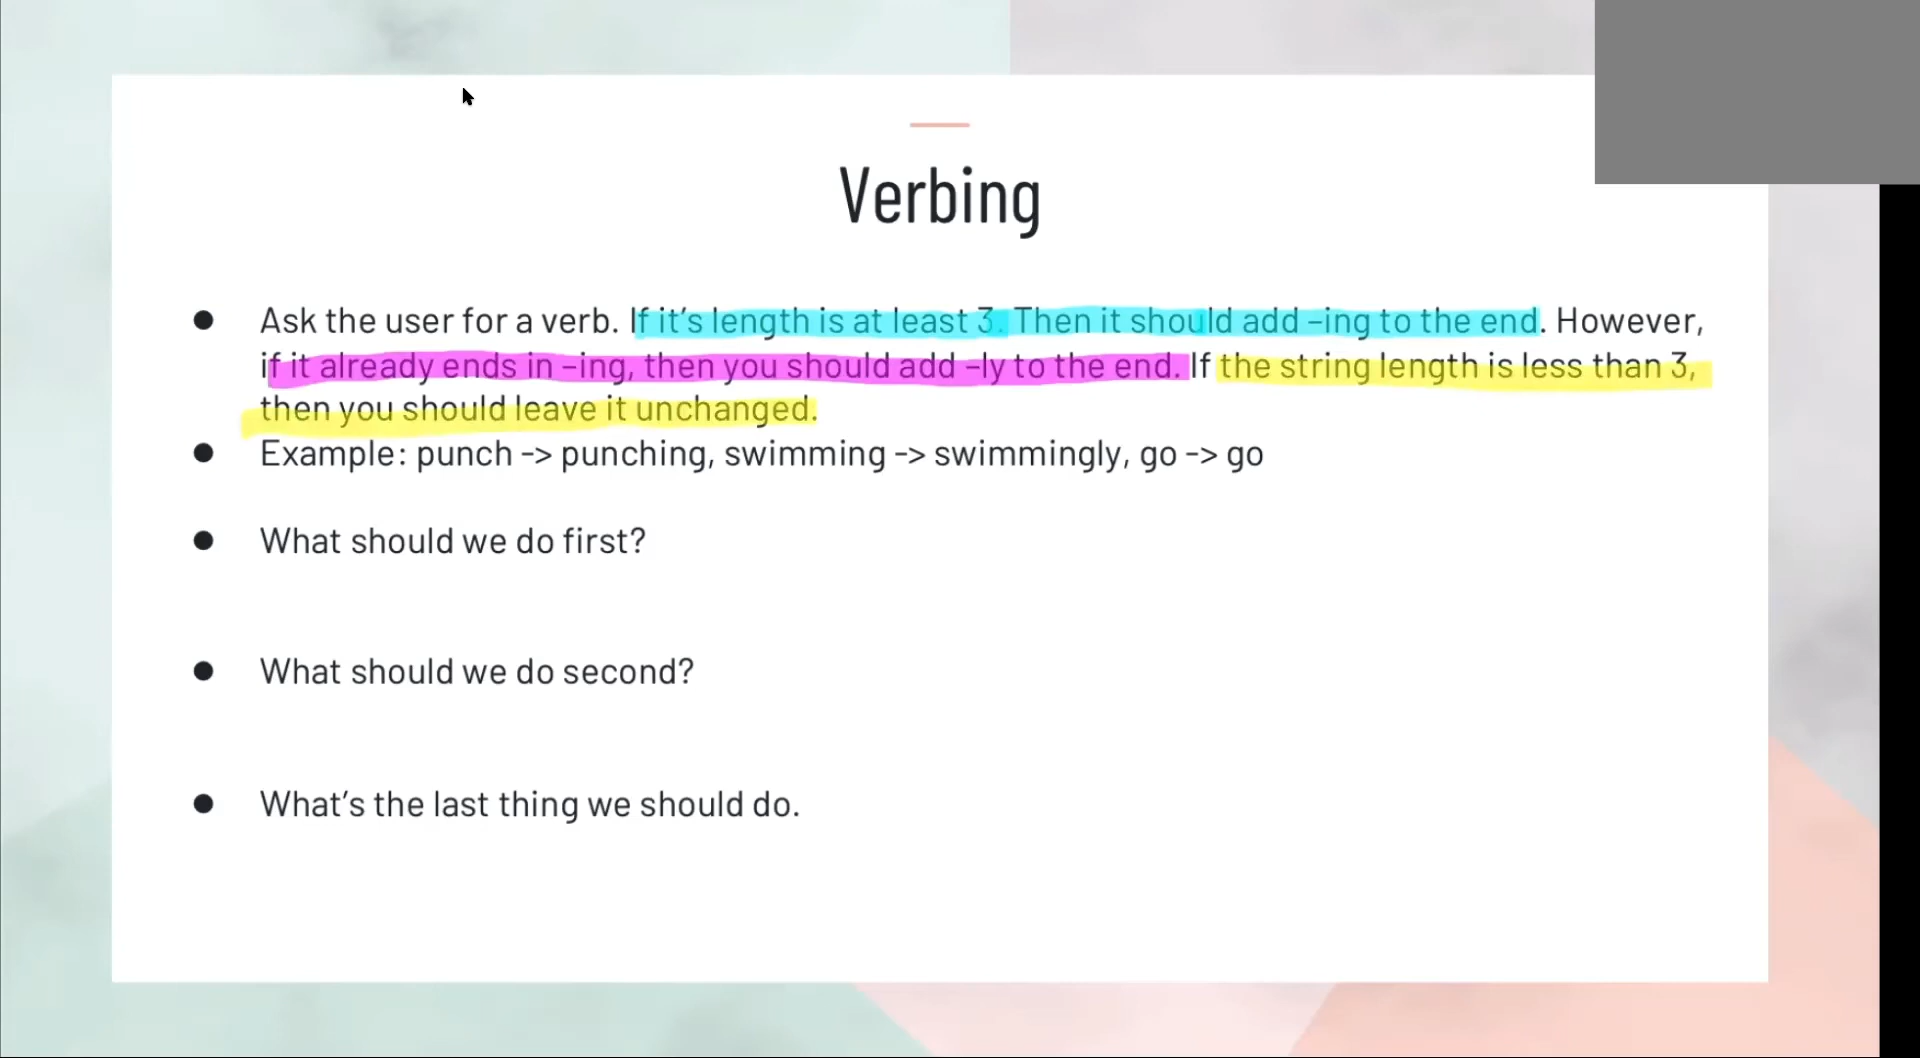 Verbing
● Ask the user for a verb. If it’s length is at least 3. Then it should add –ing to the end. However,
if it already ends in –ing, then you should add –ly to the end. If the string length is less than 3,
then you should leave it unchanged.
● Example: punch -> punching, swimming -> swimmingly, go -> go
● What should we do first?
● What should we do second?
● What’s the last thing we should do.